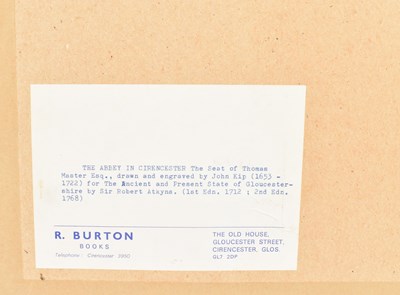 THE ABBEY IN CIRENCESTER The Seat of Thomas
Master Esq., drawn and engraved by John Kip (1653 -
1722) for The Ancient and Present State of Gloucester-
shire by Sir Robert Atkyns. (1st Edn. 1712 ; 2nd Edn.
1768)
R. BURTON
BOOKS
Telephone: Cirencester
THE OLD HOUSE,
GLOUCESTER STREET,
CIRENCESTER, GLOS.
GL7 2DP